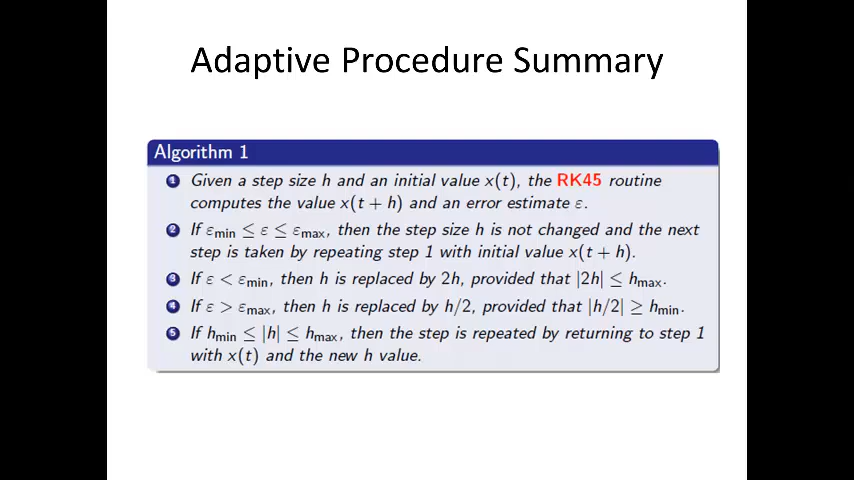 Adaptive Procedure Summary
Algorithm 1
1 Given a step size h and an initial value x(t), the RK45 routine
computes the value x(t + h) and an error estimate ε.
2 If εmin ≤ ε ≤ εmax, then the step size h is not changed and the next
step is taken by repeating step 1 with initial value x(t + h).
3 If ε < εmin, then h is replaced by 2h, provided that |2h| ≤ hmax.
4 If ε > εmax, then h is replaced by h/2, provided that |h/2| ≥ hmin.
5 If hmin ≤ |h| ≤ hmax, then the step is repeated by returning to step 1
with x(t) and the new h value.